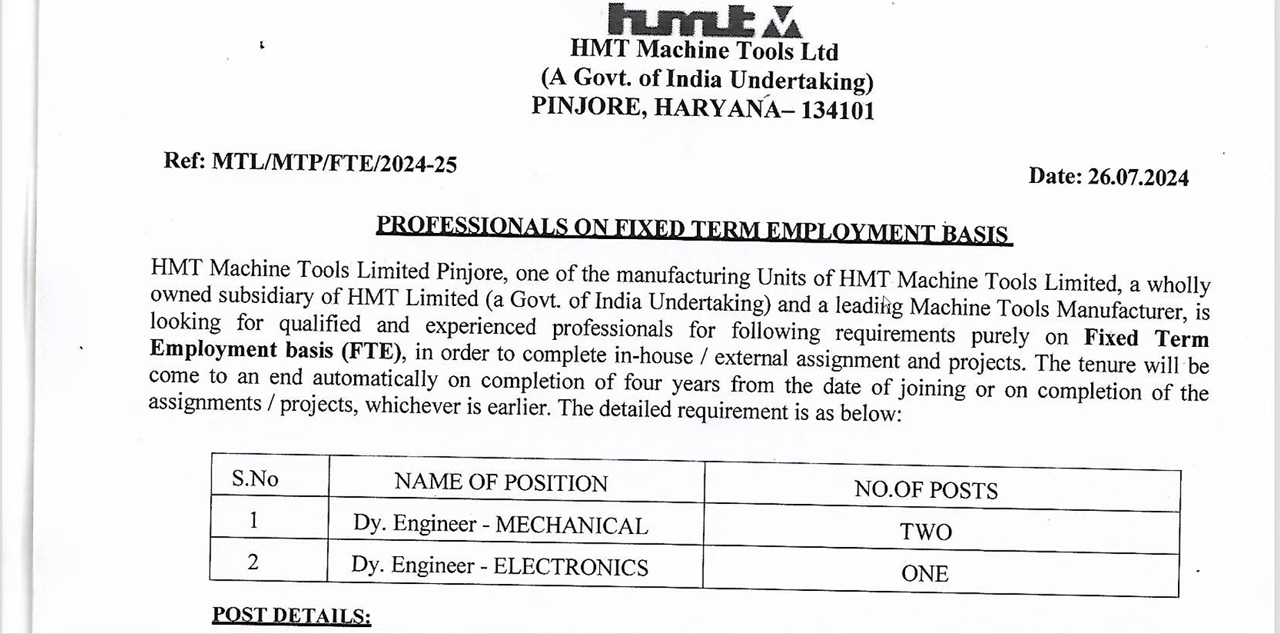 hmt
HMT Machine Tools Ltd
(A Govt. of India Undertaking)
PINJORE, HARYANA– 134101
Ref: MTL/MTP/FTE/2024-25
Date: 26.07.2024
PROFESSIONALS ON FIXED TERM EMPLOYMENT BASIS
HMT Machine Tools Limited Pinjore, one of the manufacturing Units of HMT Machine Tools Limited, a wholly
owned subsidiary of HMT Limited (a Govt. of India Undertaking) and a leading Machine Tools Manufacturer, is
looking for qualified and experienced professionals for following requirements purely on Fixed Term
Employment basis (FTE), in order to complete in-house / external assignment and projects. The tenure will be
come to an end automatically on completion of four years from the date of joining or on completion of the
assignments / projects, whichever is earlier. The detailed requirement is as below:
S.No NAME OF POSITION NO.OF POSTS
1 Dy. Engineer - MECHANICAL TWO
2 Dy. Engineer - ELECTRONICS ONE
POST DETAILS: